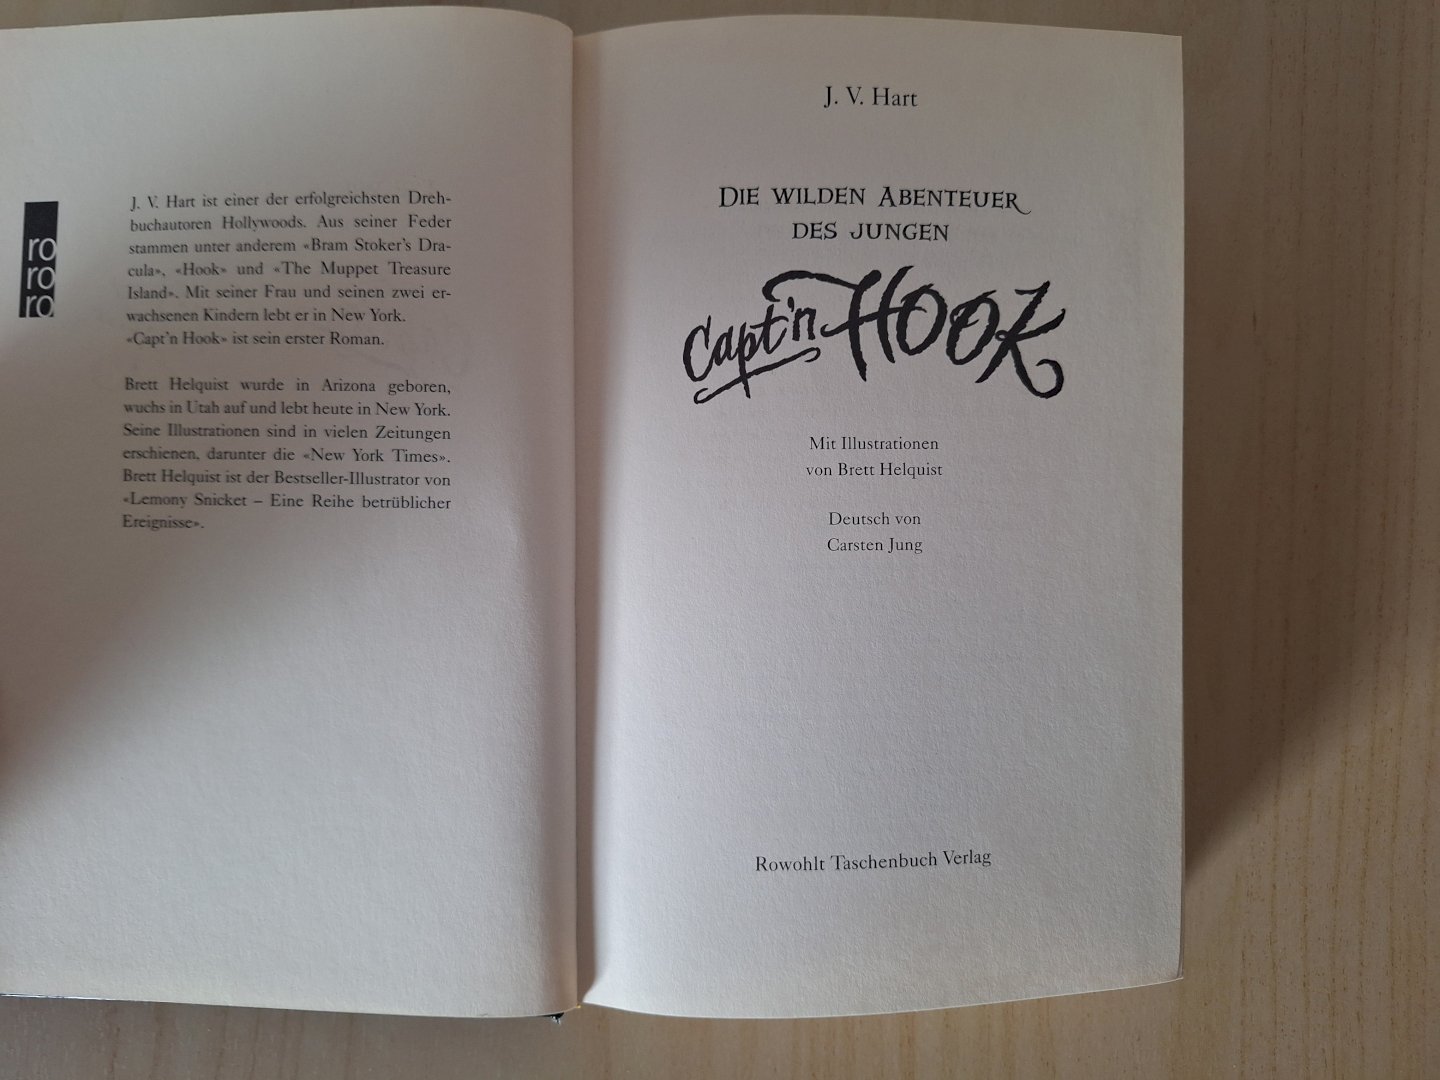 ro
ro
ro
J. V. Hart ist einer der erfolgreichsten Dreh-
buchautoren Hollywoods. Aus seiner Feder
stammen unter anderem «Bram Stoker's Dra-
cula», «Hook» und «The Muppet Treasure
Island». Mit seiner Frau und seinen zwei er-
wachsenen Kindern lebt er in New York.
«Capt'n Hook» ist sein erster Roman.
Brett Helquist wurde in Arizona geboren,
wuchs in Utah auf und lebt heute in New York.
Seine Illustrationen sind in vielen Zeitungen
erschienen, darunter die «New York Times».
Brett Helquist ist der Bestseller-Illustrator von
«Lemony Snicket – Eine Reihe betrüblicher
Ereignisse».
J. V. Hart
DIE WILDEN ABENTEUER
DES JUNGEN
Capt'n HOOK
Mit Illustrationen
von Brett Helquist
Deutsch von
Carsten Jung
Rowohlt Taschenbuch Verlag